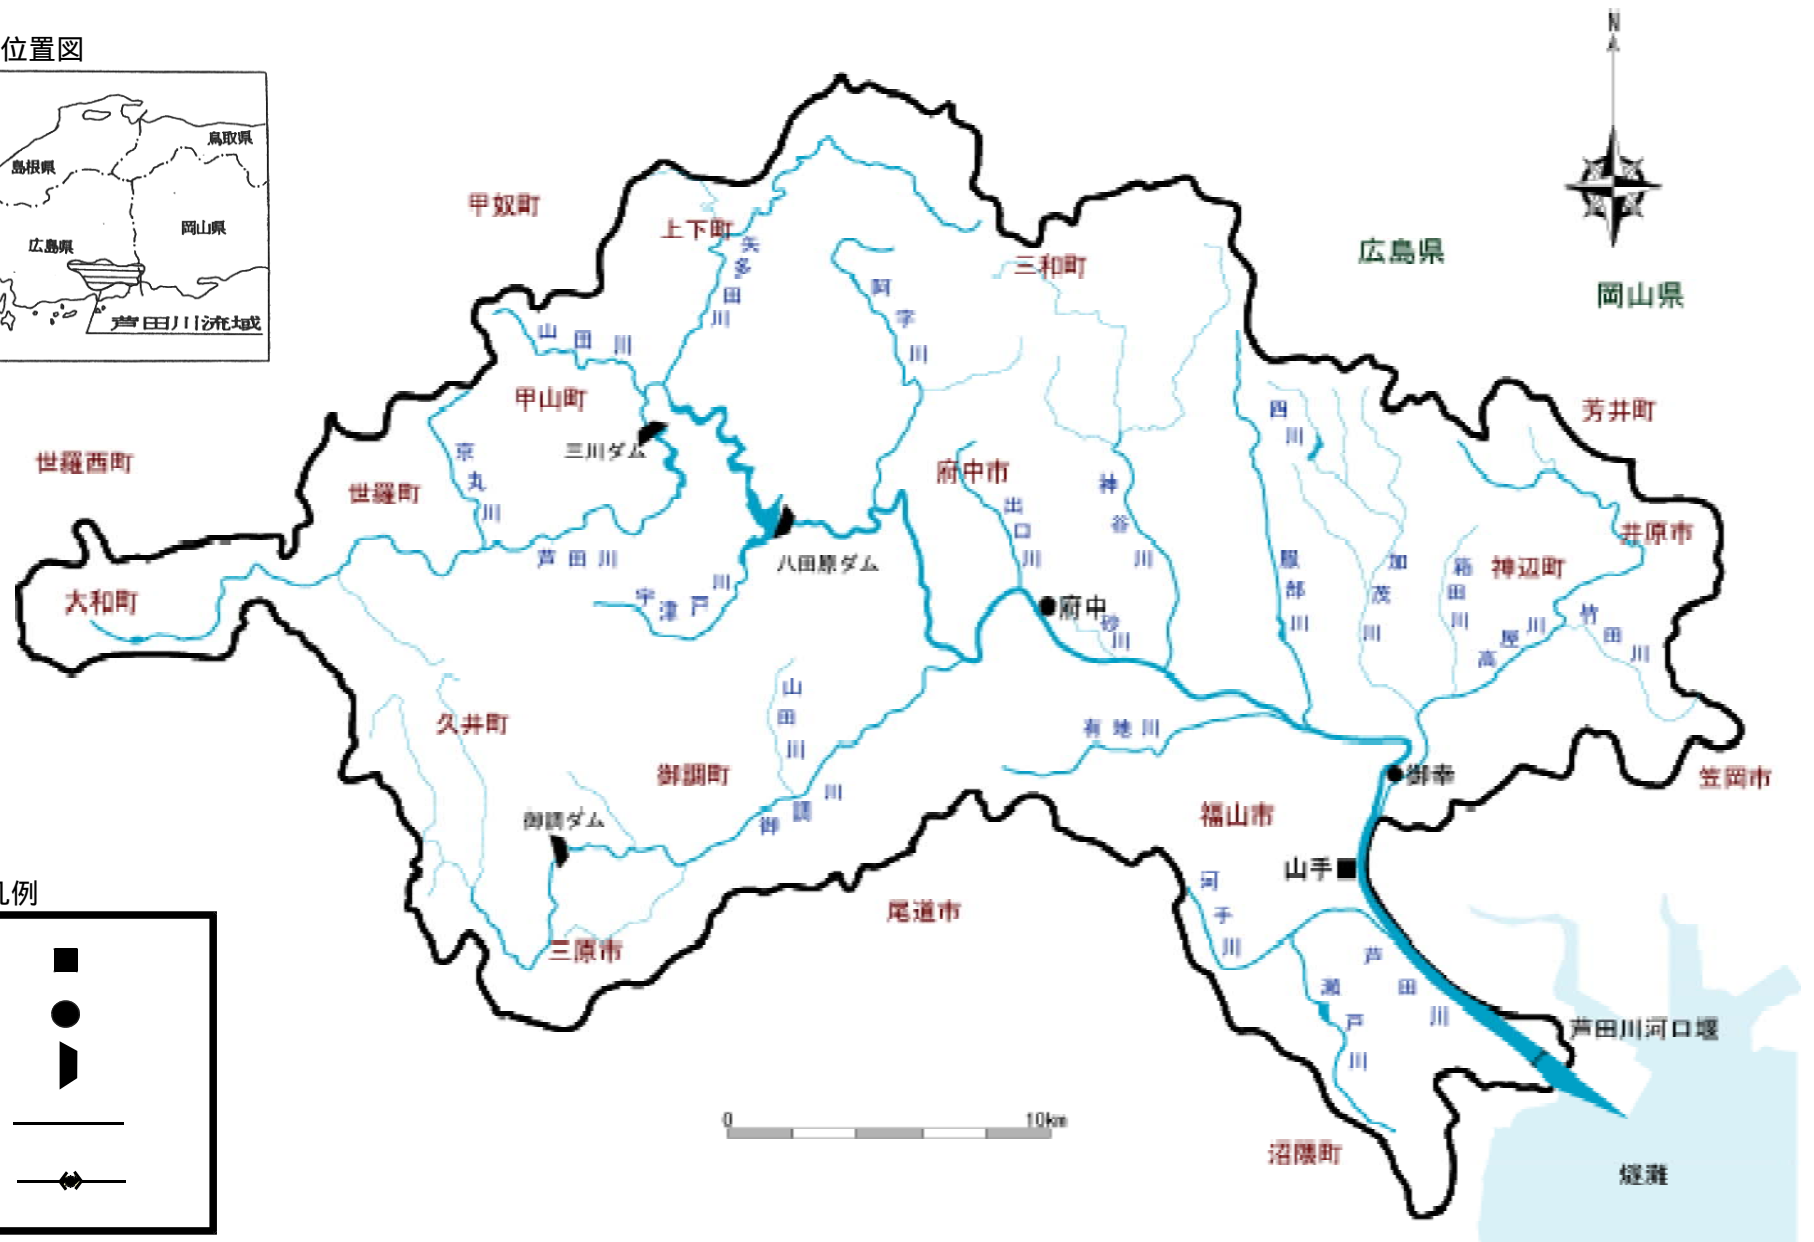 位置図
島根県
鳥取県
広島県
岡山県
芦田川流域
N
広島県
岡山県
甲奴町
上下町
三和町
甲山町
世羅西町
世羅町
大和町
久井町
御調町
三原市
尾道市
府中市
福山市
沼隈町
神辺町
井原市
芳井町
笠岡市
矢多田川
阿字川
山田川
京丸川
芦田川
宇津戸川
出口川
神谷川
砂川
服部川
四川
加茂川
箱田川
高屋川
竹田川
有地川
山田川
御調川
河手川
瀬戸川
芦田川
三川ダム
八田原ダム
御調ダム
府中
御幸
山手
芦田川河口堰
燧灘
0
10km
凡例